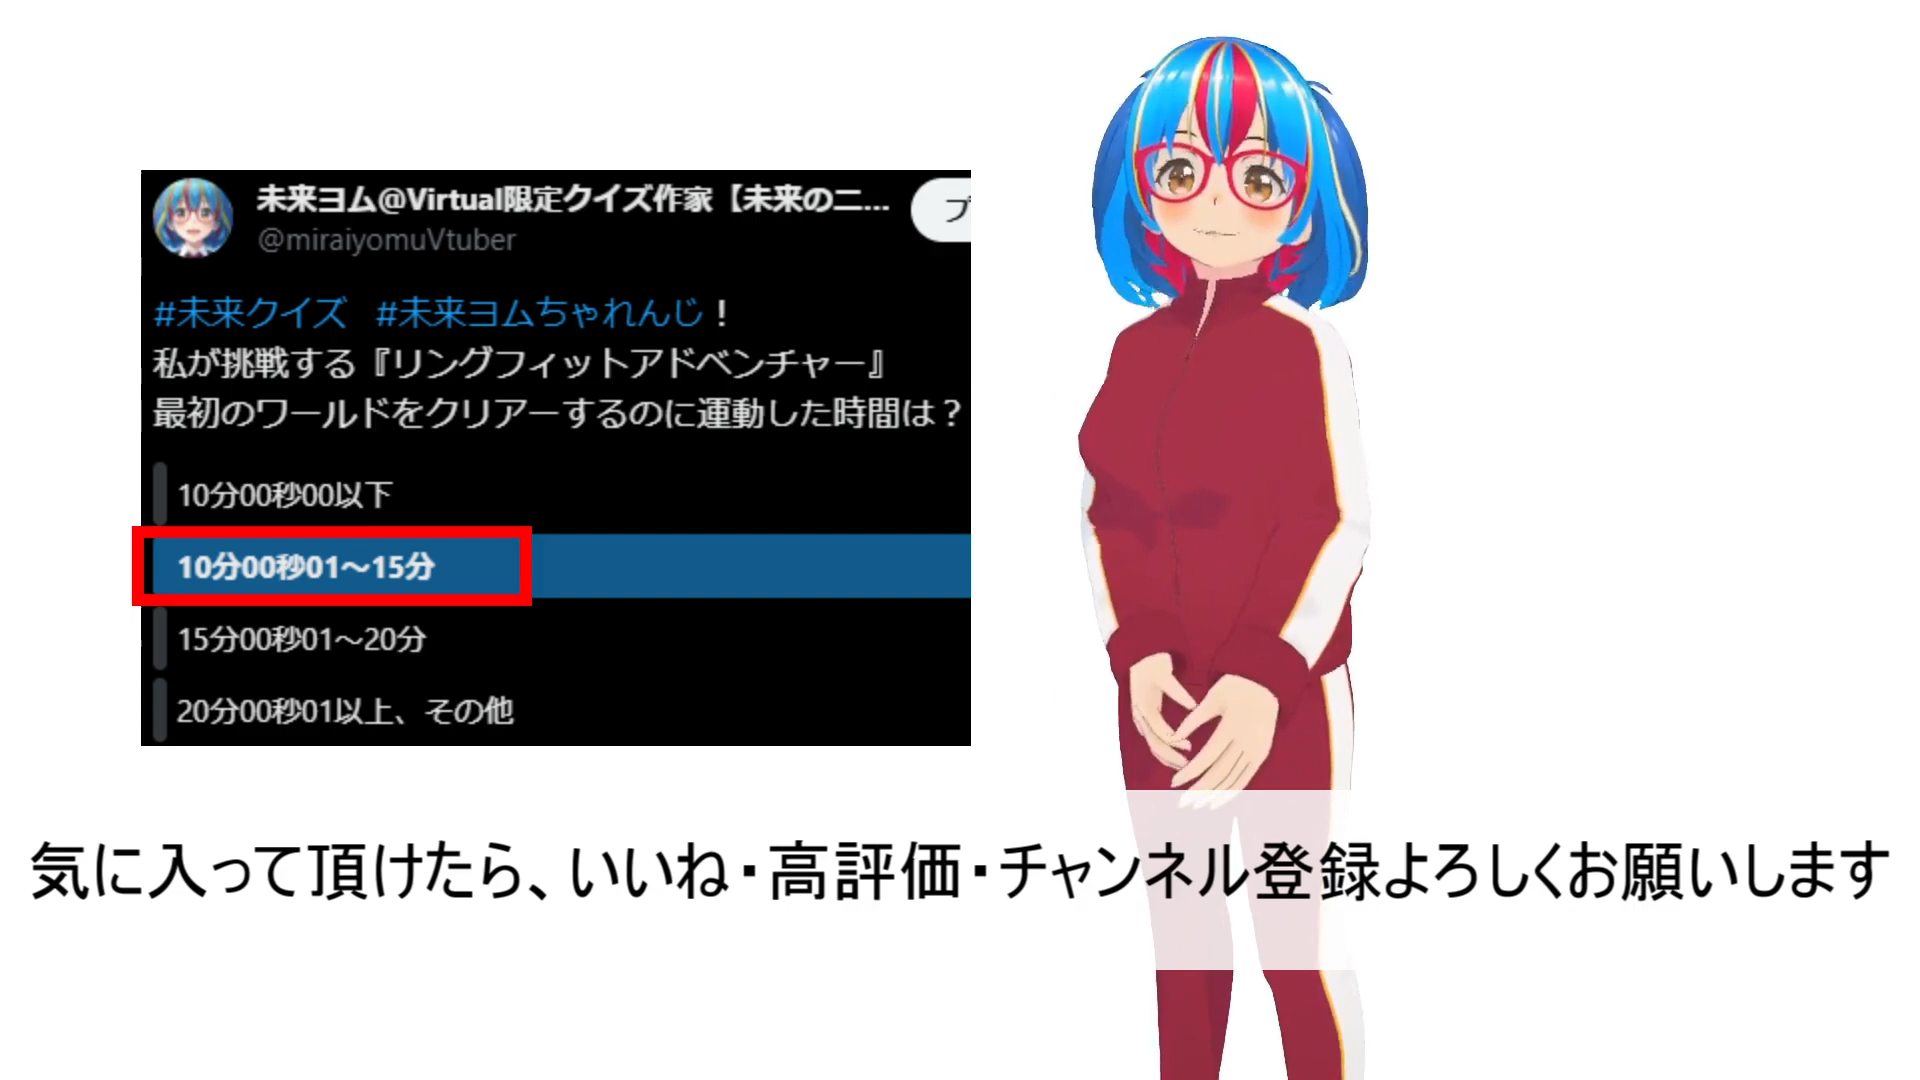 未来ヨム@Virtual限定クイズ作家【未来の二...
@miraiyomuVtuber
#未来クイズ #未来ヨムちゃれんじ！
私が挑戦する『リングフィットアドベンチャー』
最初のワールドをクリアーするのに運動した時間は？
10分00秒00以下
10分00秒01～15分
15分00秒01～20分
20分00秒01以上、その他
気に入って頂けたら、いいね・高評価・チャンネル登録よろしくお願いします